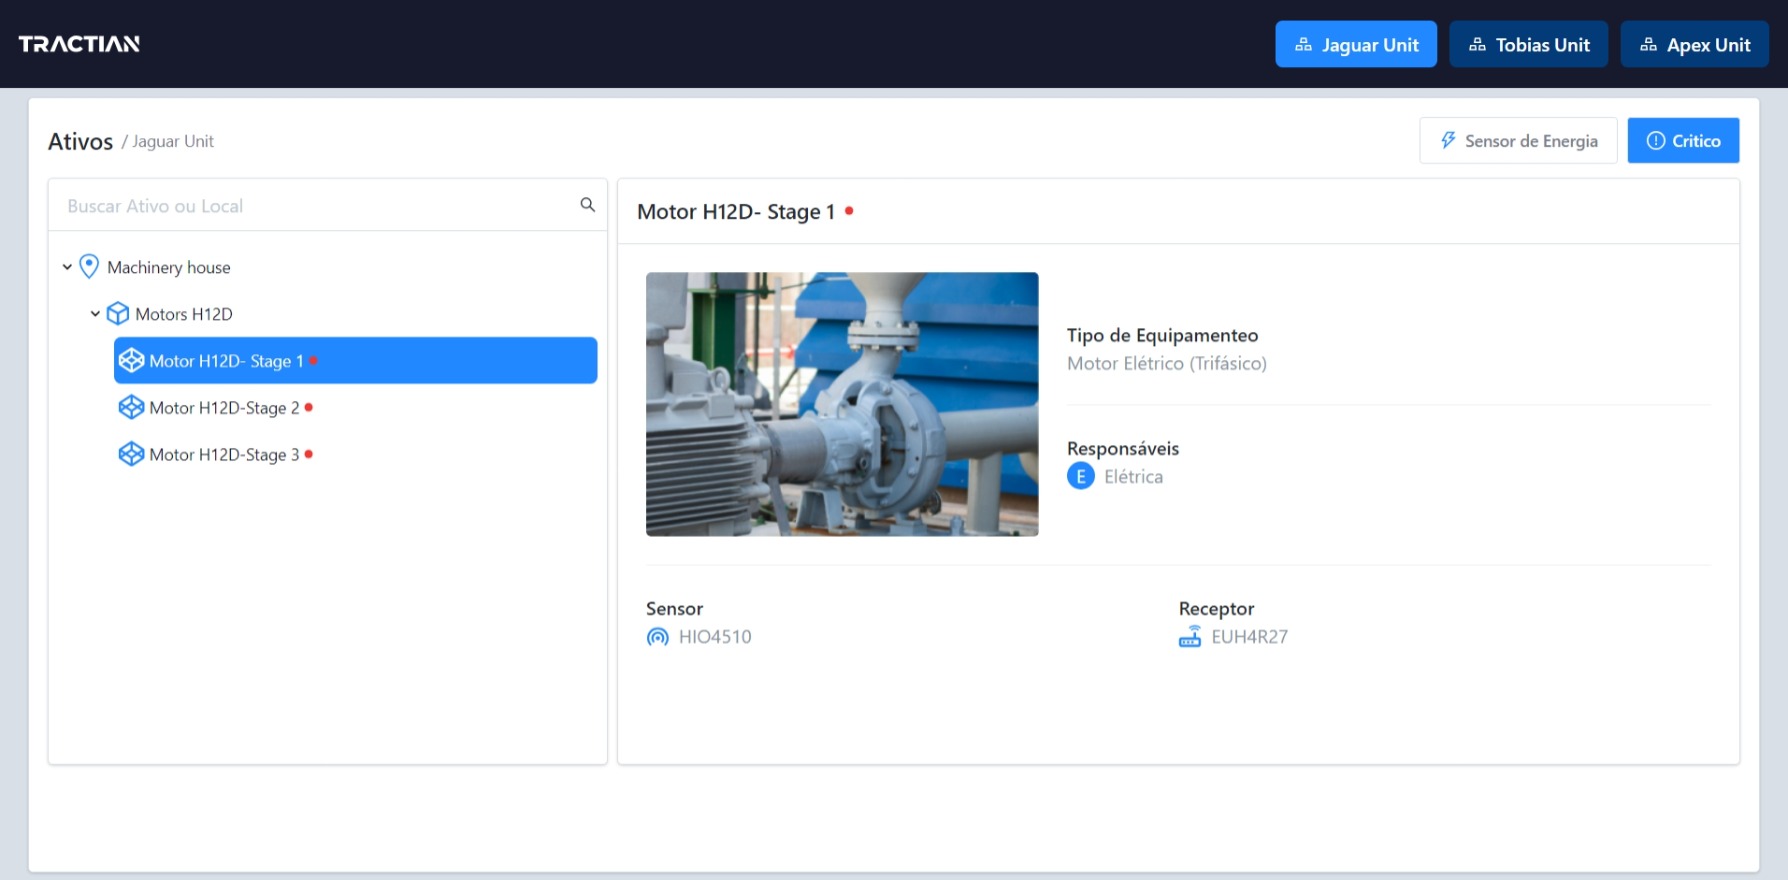 TRACTIAN
Jaguar Unit
Tobias Unit
Apex Unit
Ativos / Jaguar Unit
Sensor de Energia
Critico
Buscar Ativo ou Local
Machinery house
Motors H12D
Motor H12D- Stage 1
Motor H12D-Stage 2
Motor H12D-Stage 3
Motor H12D- Stage 1
Tipo de Equipamenteo
Motor Elétrico (Trifásico)
Responsáveis
E Elétrica
Sensor
HIO4510
Receptor
EUH4R27